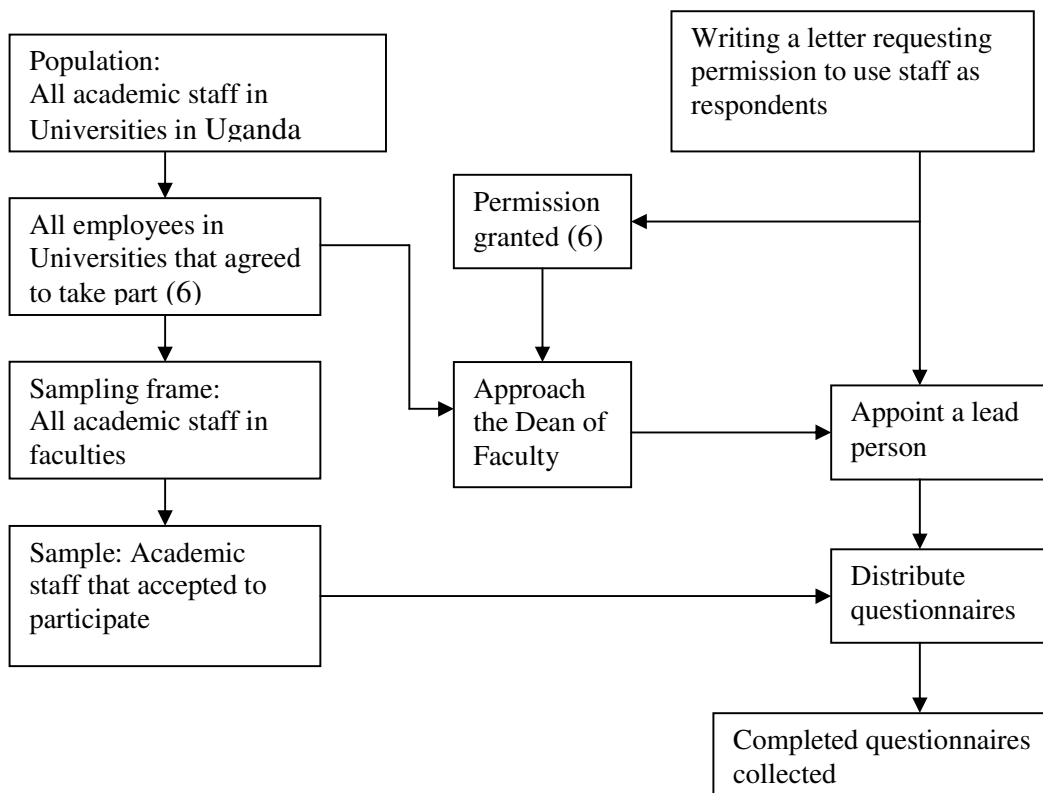 Population:
All academic staff in
Universities in Uganda
Writing a letter requesting
permission to use staff as
respondents
All employees in
Universities that agreed
to take part (6)
Permission
granted (6)
Sampling frame:
All academic staff in
faculties
Approach
the Dean of
Faculty
Appoint a lead
person
Sample: Academic
staff that accepted to
participate
Distribute
questionnaires
Completed questionnaires
collected